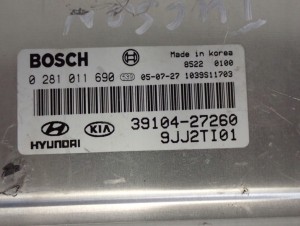 BOSCH
Made in korea
8522 0100
0 281 011 690 05-07-27 1039S11703
39104-27260
HYUNDAI KIA 9JJ2TI01